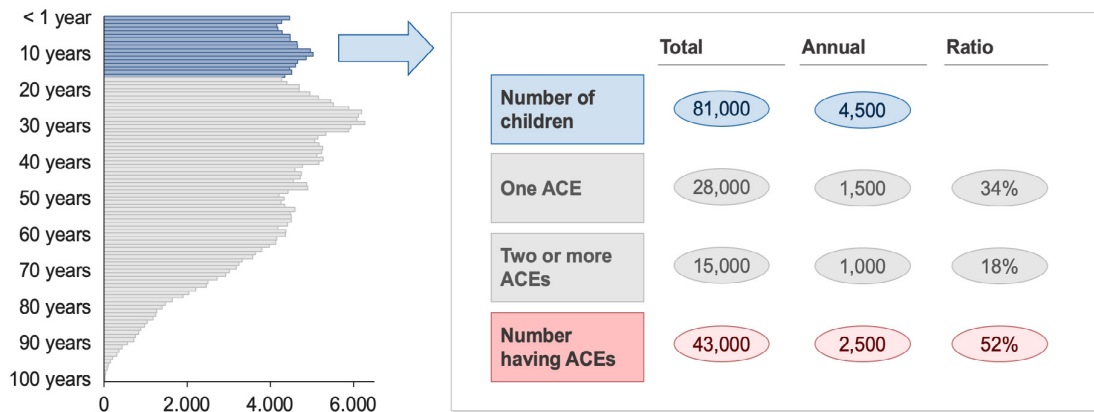 < 1 year
10 years
20 years
30 years
40 years
50 years
60 years
70 years
80 years
90 years
100 years
0 2.000 4.000 6.000
Total Annual Ratio
Number of
children
81,000 4,500
One ACE 28,000 1,500 34%
Two or more
ACEs
15,000 1,000 18%
Number
having ACEs
43,000 2,500 52%